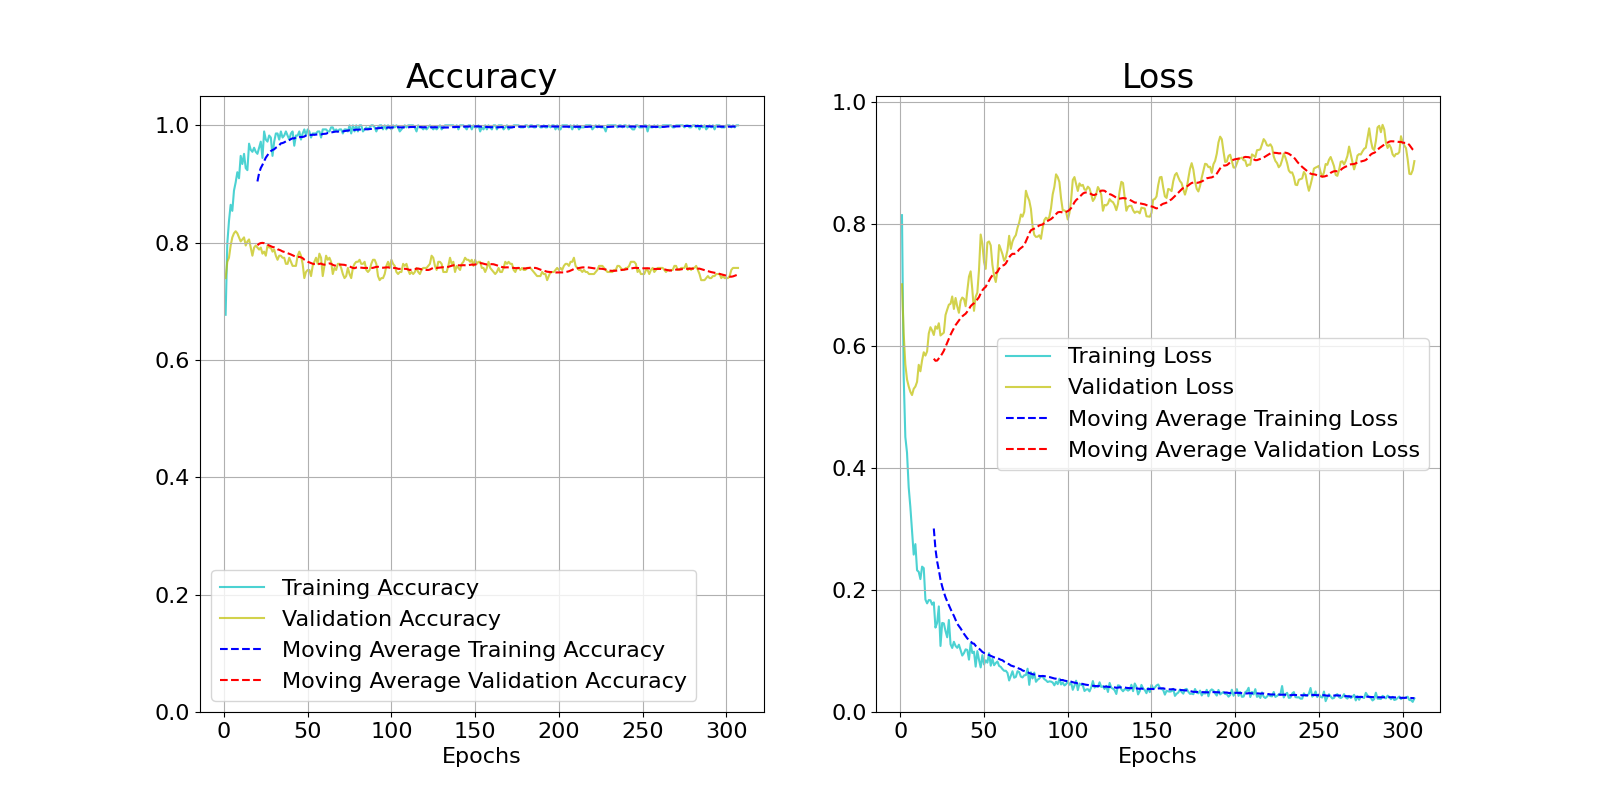 Accuracy
1.0
0.8
0.6
0.4
0.2
0.0
0 50 100 150 200 250 300
Epochs
Training Accuracy
Validation Accuracy
Moving Average Training Accuracy
Moving Average Validation Accuracy
Loss
1.0
0.8
0.6
0.4
0.2
0.0
0 50 100 150 200 250 300
Epochs
Training Loss
Validation Loss
Moving Average Training Loss
Moving Average Validation Loss